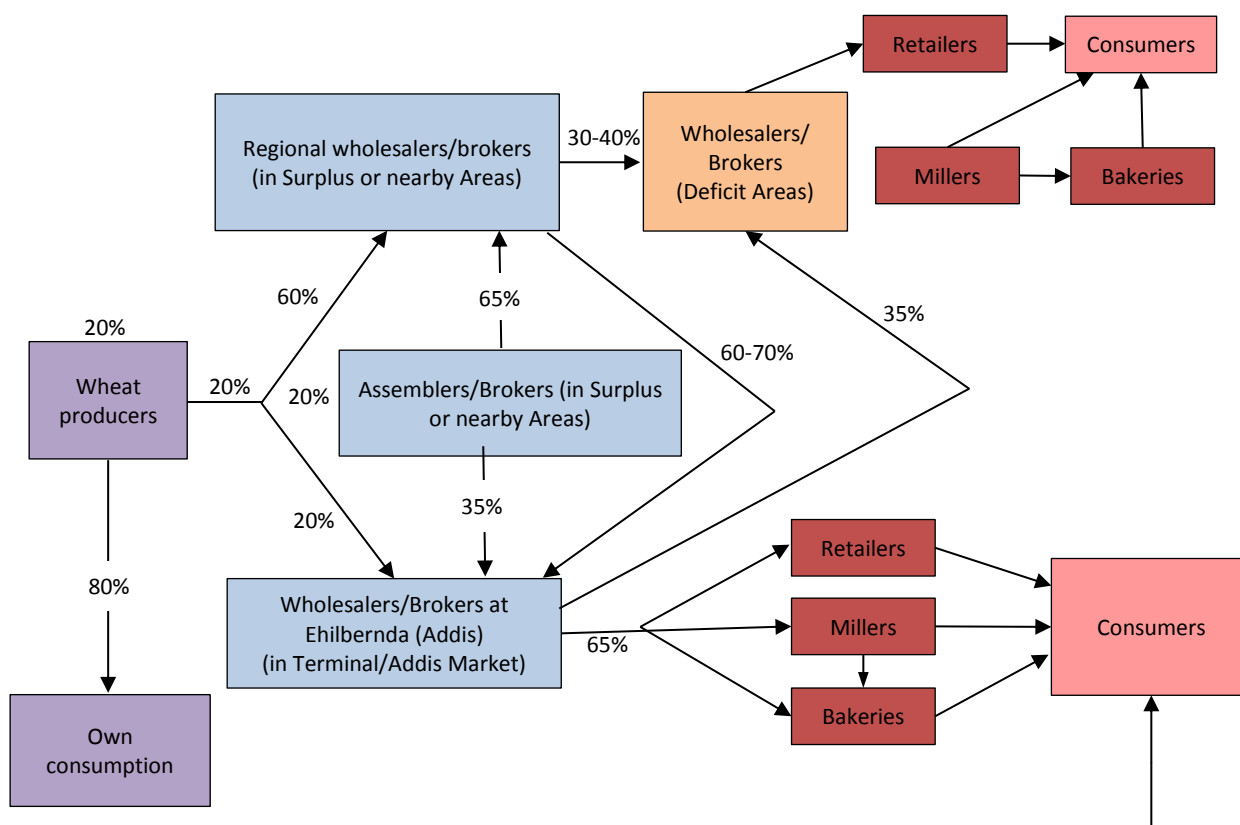 Retailers
Consumers
30-40%
Regional wholesalers/brokers
(in Surplus or nearby Areas)
Wholesalers/
Brokers
(Deficit Areas)
Millers
Bakeries
60%
65%
35%
20%
60-70%
Wheat
producers
20%
20%
Assemblers/Brokers (in Surplus
or nearby Areas)
35%
20%
80%
Wholesalers/Brokers at
Ehilbernda (Addis)
(in Terminal/Addis Market)
65%
Retailers
Millers
Bakeries
Consumers
Own
consumption